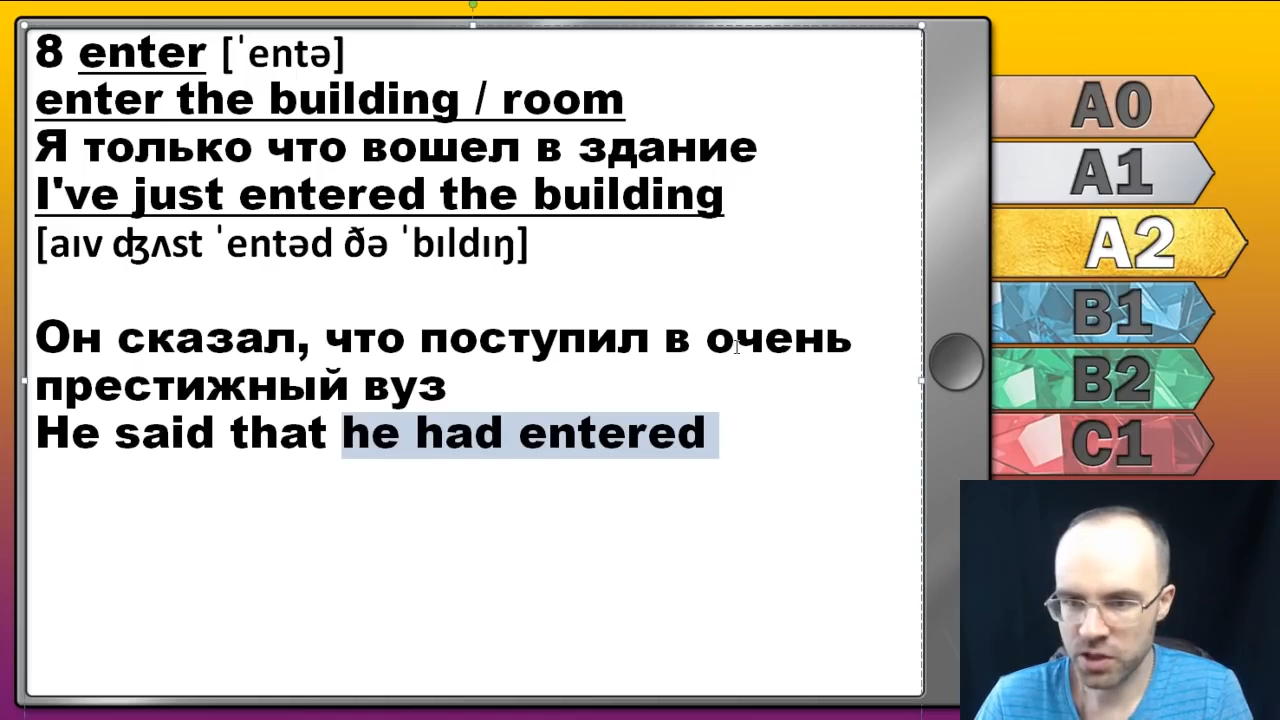 8 enter [ˈentə]
enter the building / room
Я только что вошел в здание
I've just entered the building
[aıv ʤʌst ˈentəd ðə ˈbıldıŋ]
Он сказал, что поступил в очень
престижный вуз
He said that he had entered
A0
A1
A2
B1
B2
C1